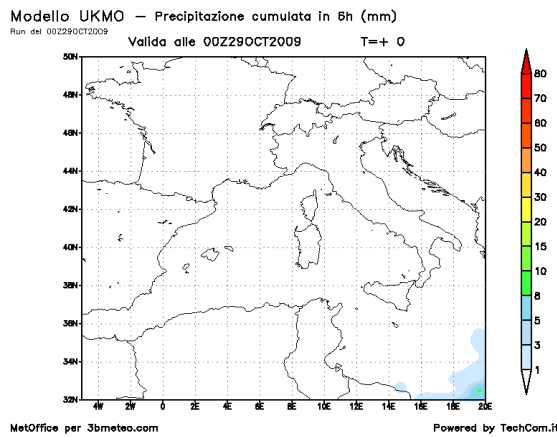 Modello UKMO – Precipitazione cumulata in 6h (mm)
Run del 00Z29OCT2009
Valida alle 00Z29OCT2009 T=+ 0
50N
48N
46N
44N
42N
40N
38N
36N
34N
32N
4W 2W 0 2E 4E 6E 8E 10E 12E 14E 16E 18E 20E
80
70
60
50
40
30
20
15
10
8
5
3
1
MetOffice per 3bmeteo.com Powered by TechCom.it